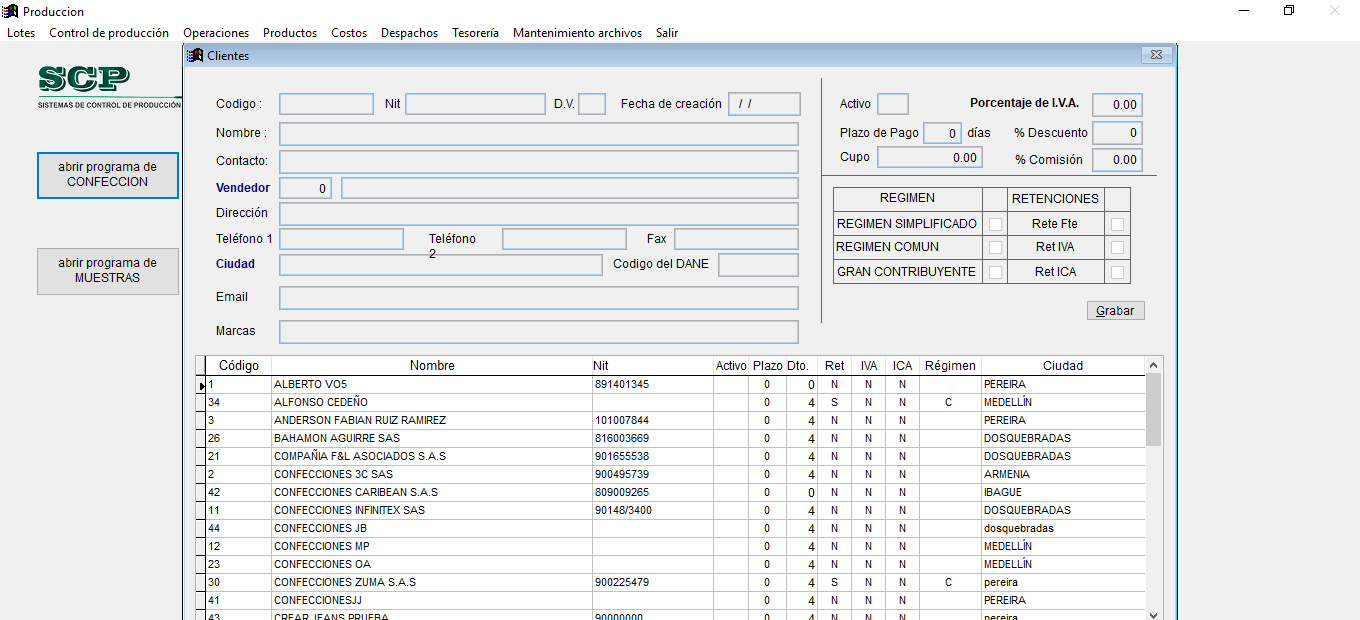 Produccion
Lotes Control de producción Operaciones Productos Costos Despachos Tesorería Mantenimiento archivos Salir
SCP
SISTEMAS DE CONTROL DE PRODUCCIÓN
abrir programa de
CONFECCION
abrir programa de
MUESTRAS
Clientes
Codigo : Nit D.V. Fecha de creación / /
Nombre :
Contacto:
Vendedor 0
Dirección
Teléfono 1 Teléfono 2 Fax
Ciudad Codigo del DANE
Email
Marcas
Activo Porcentaje de I.V.A. 0.00
Plazo de Pago 0 días % Descuento 0
Cupo 0.00 % Comisión 0.00
REGIMEN RETENCIONES
REGIMEN SIMPLIFICADO Rete Fte
REGIMEN COMUN Ret IVA
GRAN CONTRIBUYENTE Ret ICA
Grabar
Código Nombre Nit Activo Plazo Dto. Ret IVA ICA Régimen Ciudad
1 ALBERTO VO5 891401345 0 0 N N N PEREIRA
34 ALFONSO CEDEÑO 0 4 S N N C MEDELLÍN
3 ANDERSON FABIAN RUIZ RAMIREZ 101007844 0 4 N N N PEREIRA
26 BAHAMON AGUIRRE SAS 816003669 0 4 N N N DOSQUEBRADAS
21 COMPAÑIA F&L ASOCIADOS S.A.S 901655538 0 4 N N N DOSQUEBRADAS
2 CONFECCIONES 3C SAS 900495739 0 4 N N N ARMENIA
42 CONFECCIONES CARIBEAN S.A.S 809009265 0 0 N N N IBAGUE
11 CONFECCIONES INFINITEX SAS 90148/3400 0 4 N N N DOSQUEBRADAS
44 CONFECCIONES JB 0 4 N N N dosquebradas
12 CONFECCIONES MP 0 4 N N N MEDELLÍN
23 CONFECCIONES OA 0 4 N N N MEDELLÍN
30 CONFECCIONES ZUMA S.A.S 900225479 0 4 S N N C pereira
41 CONFECCIONESJJ 0 4 N N N PEREIRA
43 CREAR JEANS PRUEBA 90000000 0 4 N N N pereira